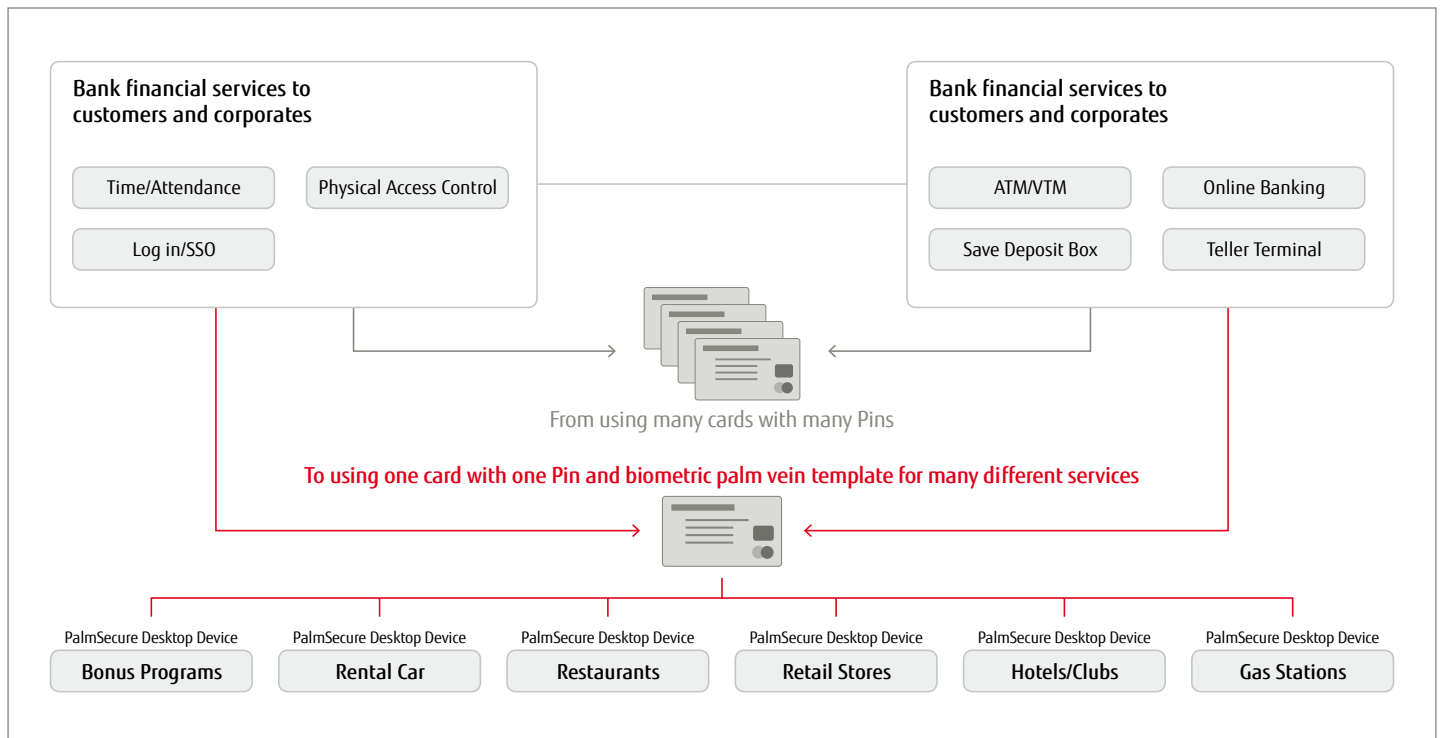 Bank financial services to
customers and corporates
Time/Attendance
Physical Access Control
Log in/SSO
Bank financial services to
customers and corporates
ATM/VTM
Online Banking
Save Deposit Box
Teller Terminal
From using many cards with many Pins
To using one card with one Pin and biometric palm vein template for many different services
PalmSecure Desktop Device
Bonus Programs
PalmSecure Desktop Device
Rental Car
PalmSecure Desktop Device
Restaurants
PalmSecure Desktop Device
Retail Stores
PalmSecure Desktop Device
Hotels/Clubs
PalmSecure Desktop Device
Gas Stations